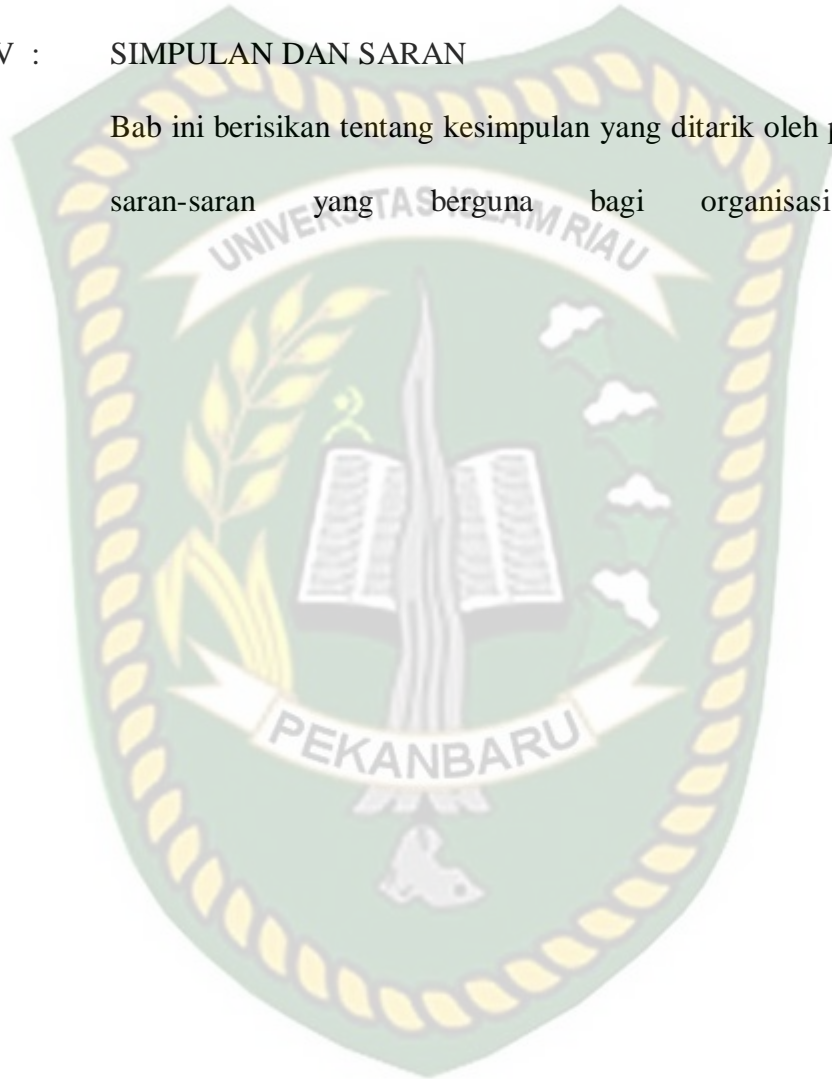 V : SIMPULAN DAN SARAN
Bab ini berisikan tentang kesimpulan yang ditarik oleh
saran-saran yang berguna bagi organisasi
UNIVERSITAS ISLAM RIAU
PEKANBARU